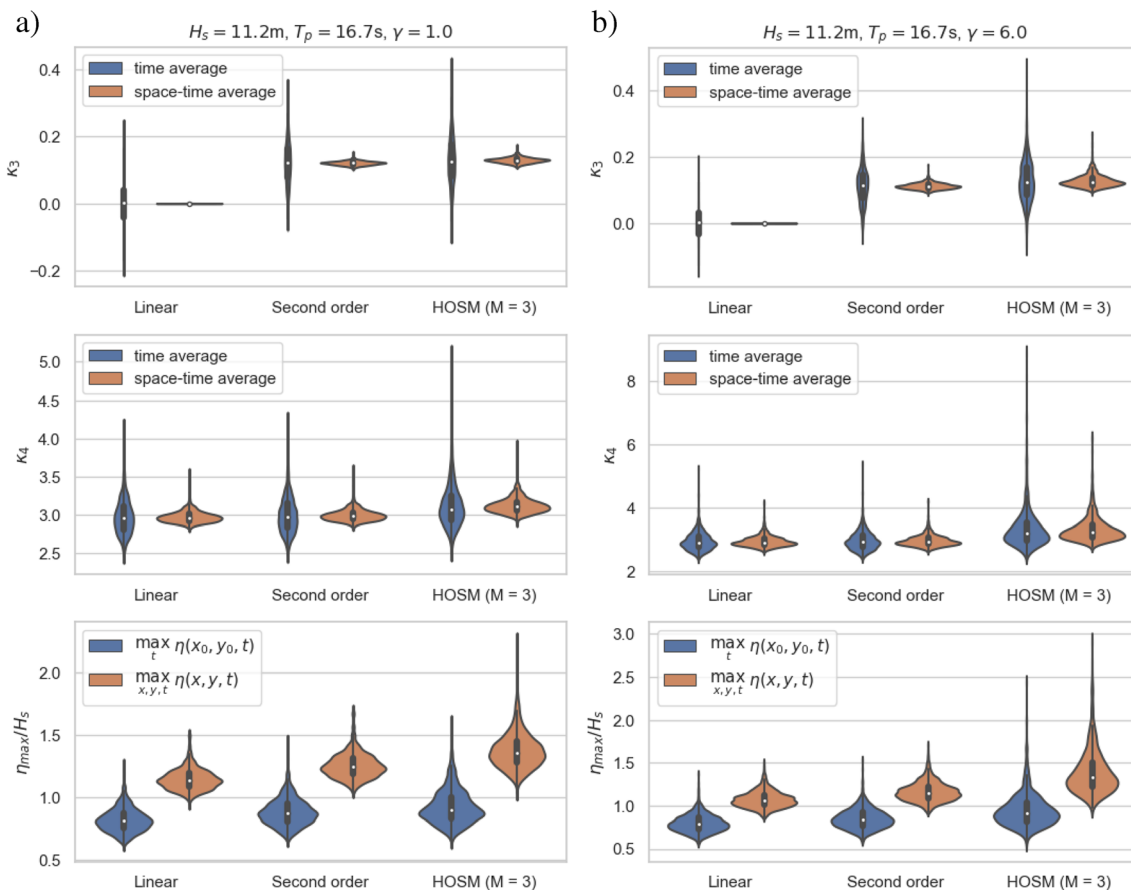 a)
H_s = 11.2m, T_p = 16.7s, γ = 1.0
0.4
0.2
0.0
−0.2
κ_3
time average
space-time average
Linear
Second order
HOSM (M = 3)
5.0
4.5
4.0
3.5
3.0
2.5
κ_4
time average
space-time average
Linear
Second order
HOSM (M = 3)
2.0
1.5
1.0
0.5
η_max/H_s
max_t η(x_0, y_0, t)
max_{x, y, t} η(x, y, t)
Linear
Second order
HOSM (M = 3)
b)
H_s = 11.2m, T_p = 16.7s, γ = 6.0
0.4
0.2
0.0
κ_3
time average
space-time average
Linear
Second order
HOSM (M = 3)
8
6
4
2
κ_4
time average
space-time average
Linear
Second order
HOSM (M = 3)
3.0
2.5
2.0
1.5
1.0
0.5
η_max/H_s
max_t η(x_0, y_0, t)
max_{x, y, t} η(x, y, t)
Linear
Second order
HOSM (M = 3)